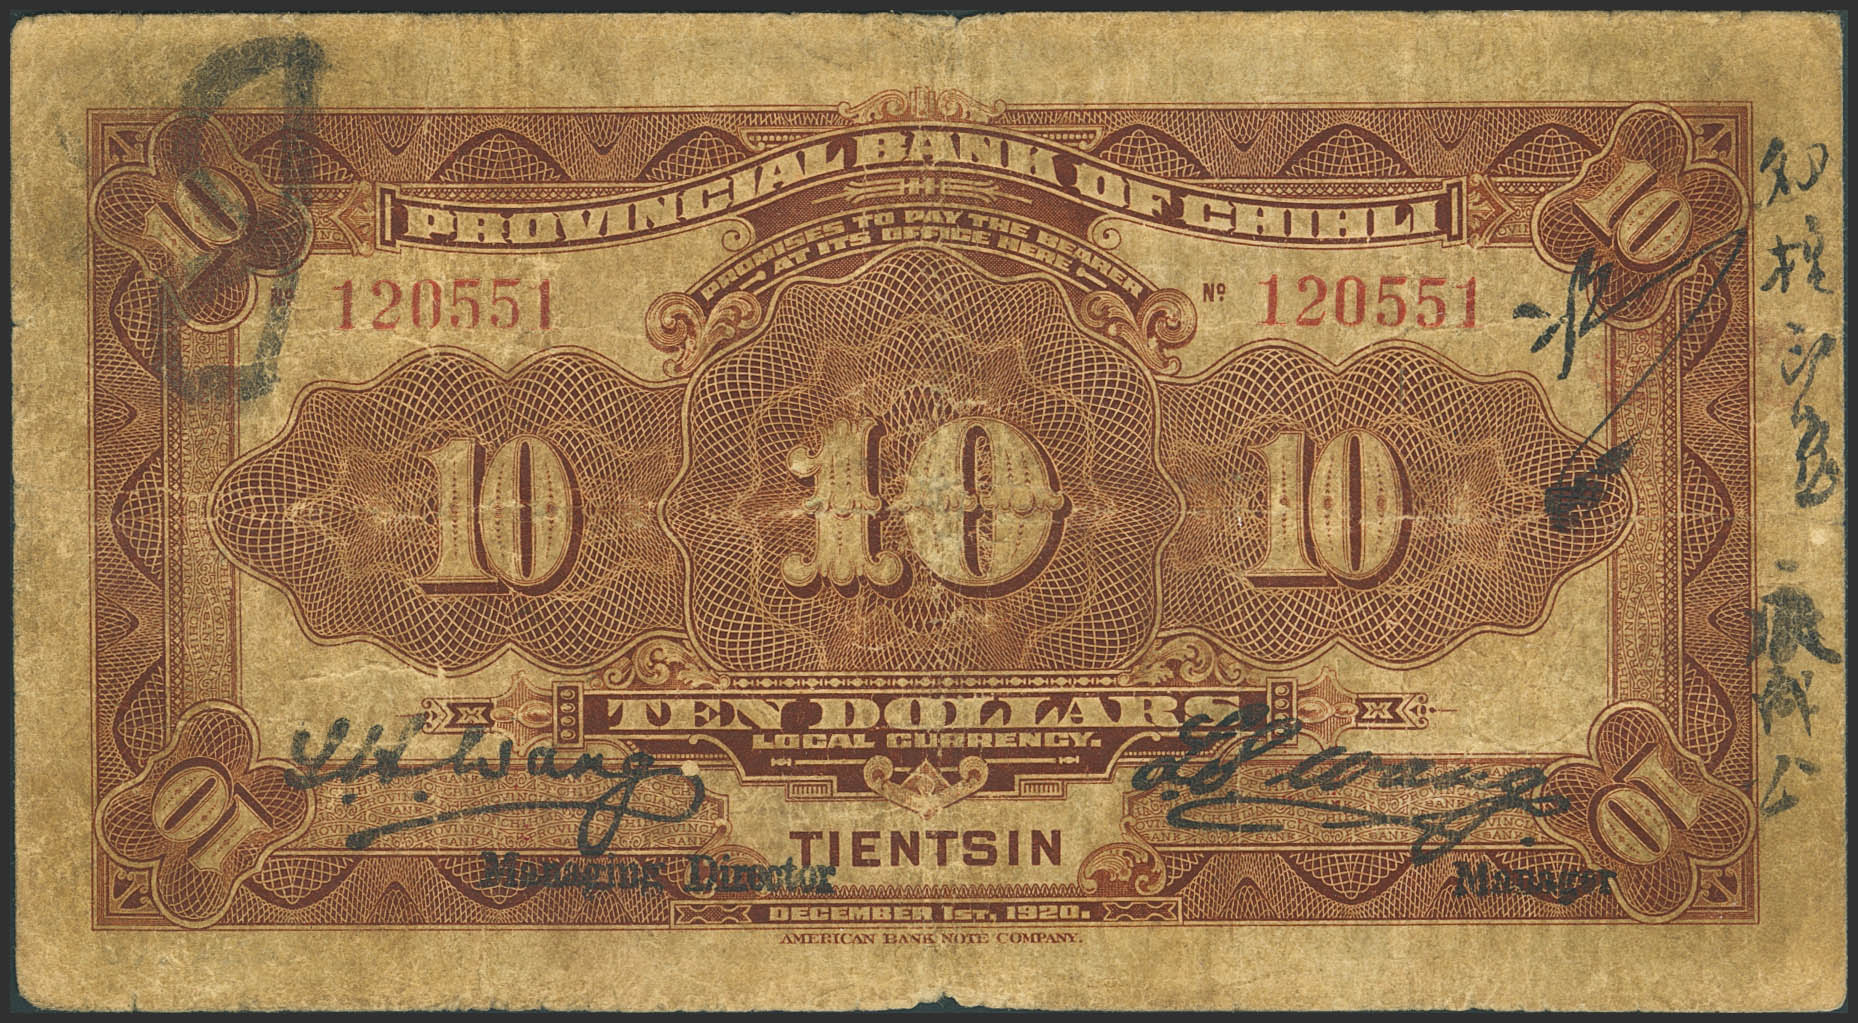 PROVINCIAL BANK OF CHIHLI
PROMISES TO PAY THE BEARER
AT ITS OFFICE HERE
10 10
120551 Nº 120551
10 10 10
TEN DOLLARS
LOCAL CURRENCY.
X X
S. H. Wang
10 10
TIENTSIN
Managing Director Manager
DECEMBER 1ST, 1920.
AMERICAN BANK NOTE COMPANY.